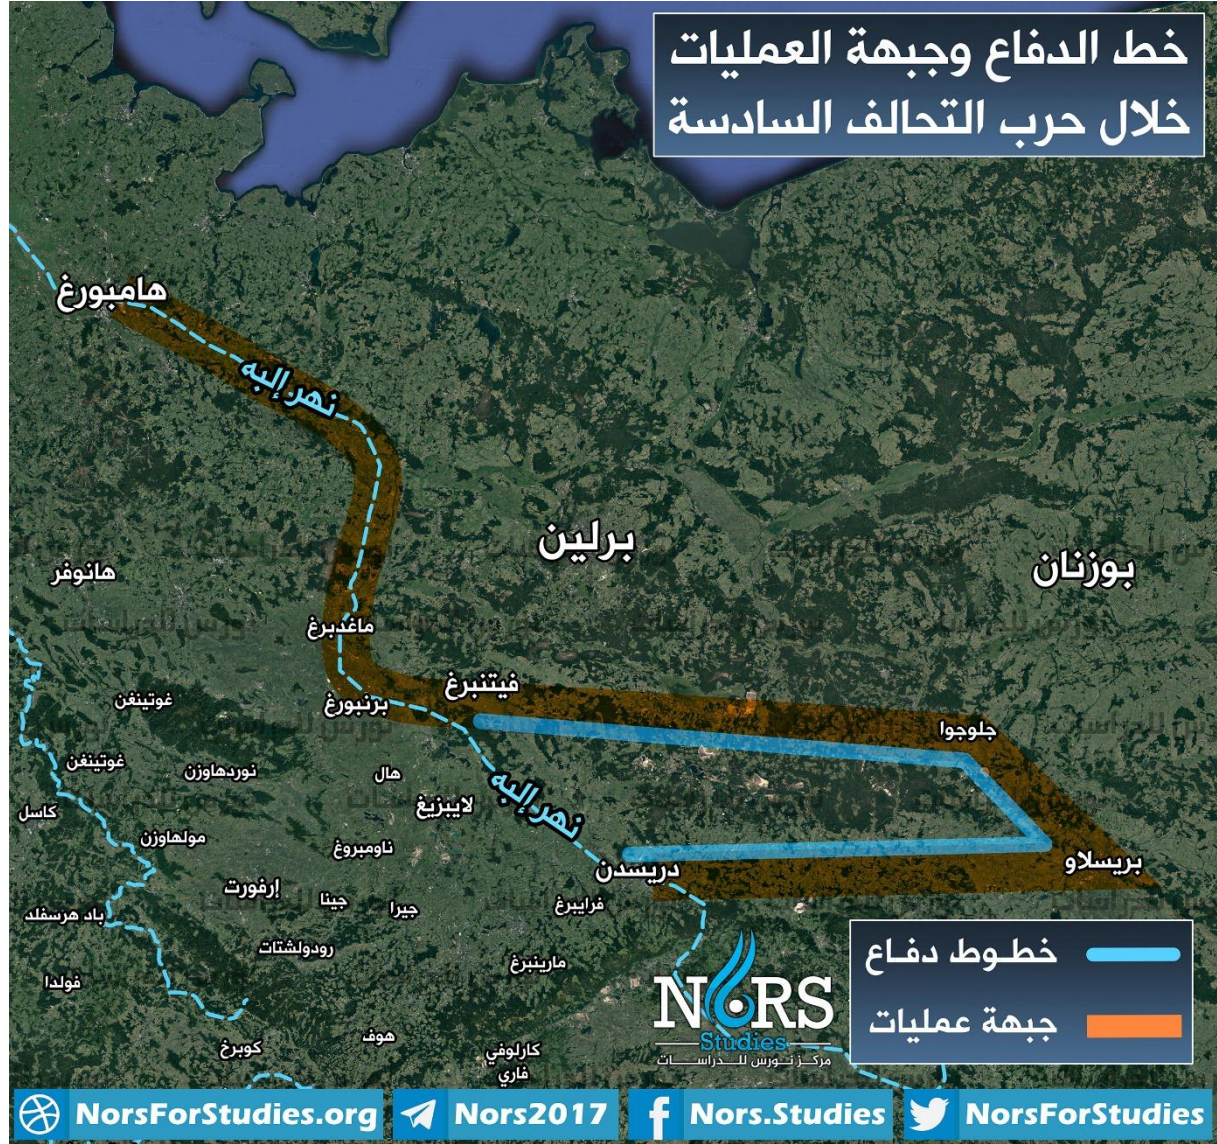 خط الدفاع وجبهة العمليات
خلال حرب التحالف السادسة
هامبورغ
نهر إلبه
برلين
بوزنان
هانوفر
ماغدبرغ
فيتنبرغ
برنبورغ
غوتينغن
جلوجوا
غوتينغن
نوردهاوزن
هال
نهر إلبه
لايبزيغ
كاسل
مولهاوزن
ناومبروغ
بريسلاو
دريسدن
إرفورت
جينا
جيرا
فرايبرغ
باد هرسفلد
رودولشتات
مارينبرغ
فولدا
هوف
كوبرخ
كارلوفي
فاري
خطوط دفاع
جبهة عمليات
NORS
Studies
مركز نورس للدراسات
NorsForStudies.org
Nors2017
Nors.Studies
NorsForStudies